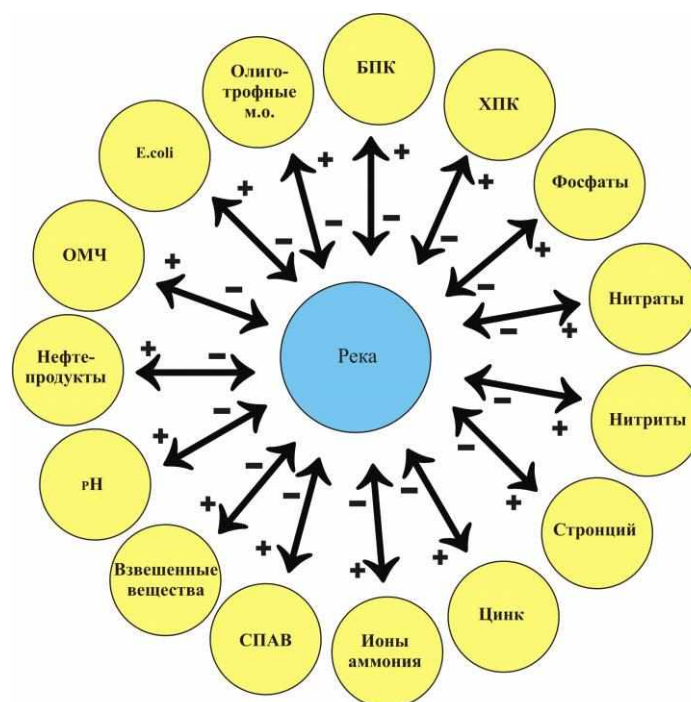 БПК
ХПК
Фосфаты
Нитраты
Нитриты
Стронций
Цинк
Ионы
аммония
СПАВ
Взвешенные
вещества
pH
Нефте-
продукты
ОМЧ
E.coli
Олиго-
трофные
м.о.
Река
+
-
+
-
+
-
+
-
+
-
+
-
+
-
+
-
+
-
+
-
+
-
+
-
+
-
+
-
+
-